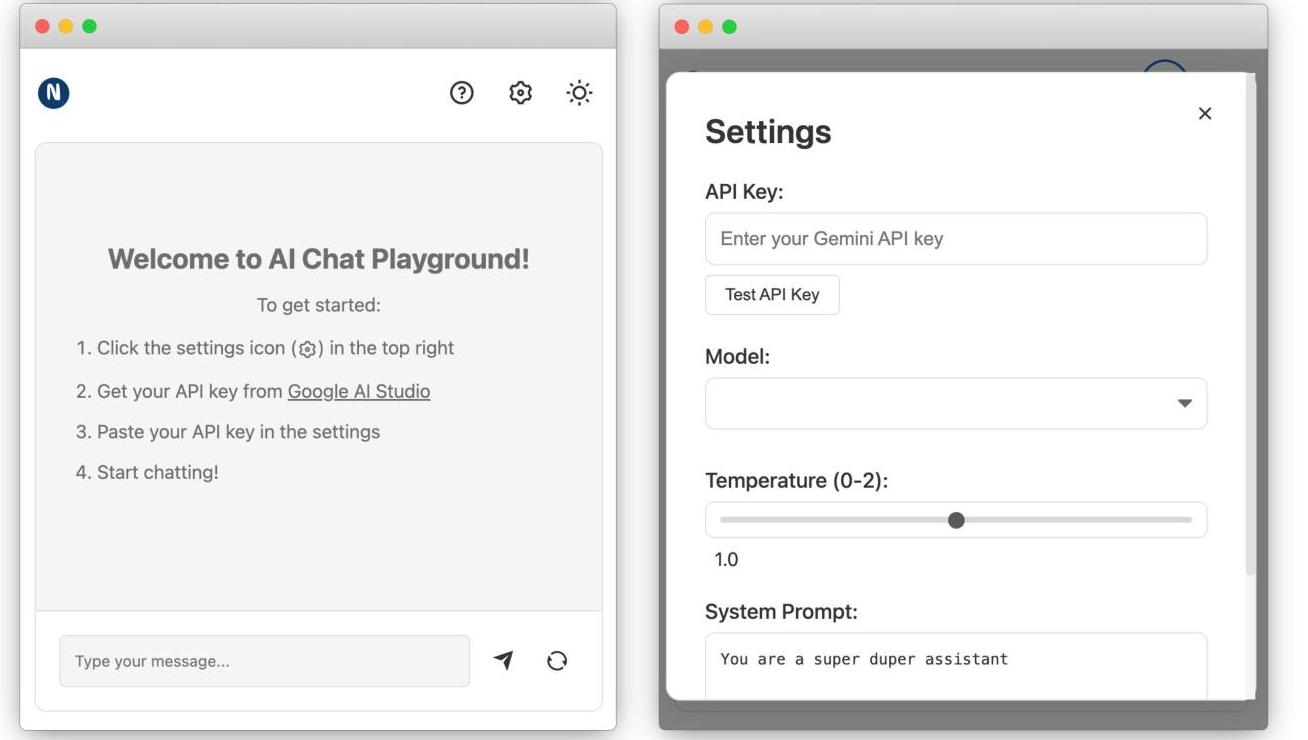 N
Welcome to AI Chat Playground!
To get started:
1. Click the settings icon () in the top right
2. Get your API key from Google AI Studio
3. Paste your API key in the settings
4. Start chatting!
Type your message...
Settings
API Key:
Enter your Gemini API key
Test API Key
Model:
Temperature (0-2):
1.0
System Prompt:
You are a super duper assistant